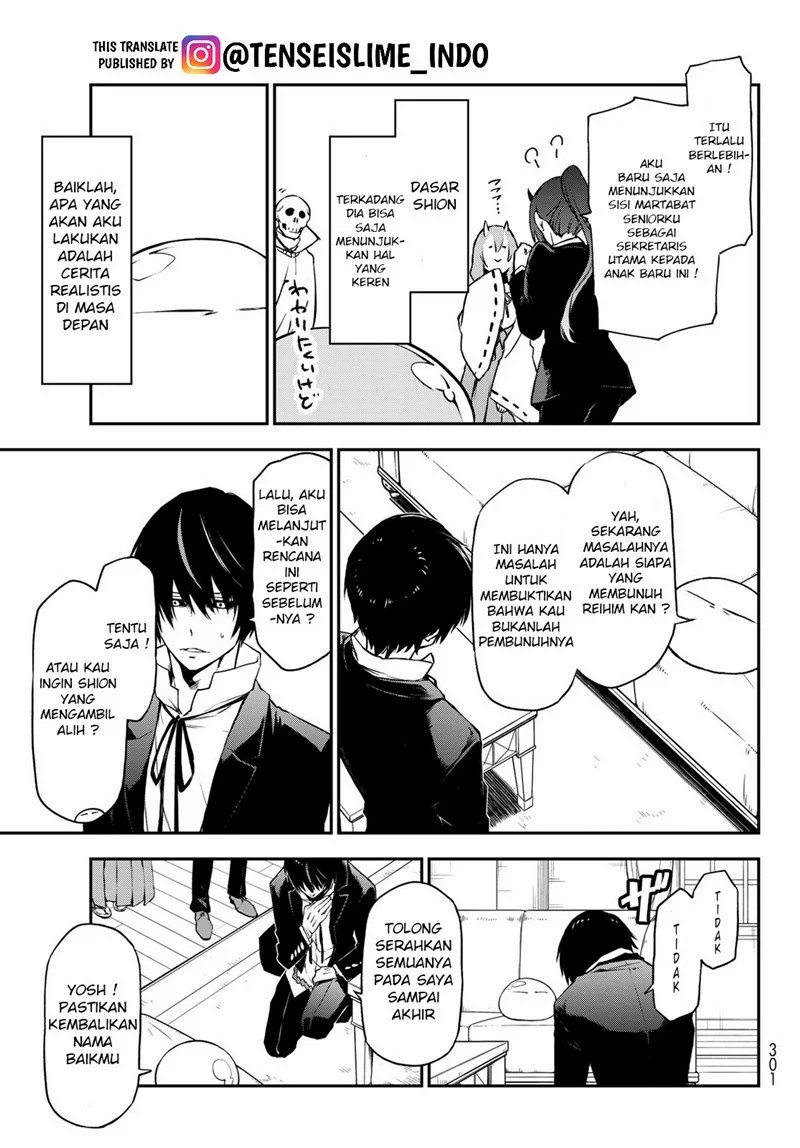 THIS TRANSLATE
PUBLISHED BY
@TENSEISLIME_INDO
ITU
TERLALU
BERLEBIH-
AN !
AKU
BARU SAJA
MENUNJUKKAN
SISI MARTABAT
SENIORKU
SEBAGAI
SEKRETARIS
UTAMA KEPADA
ANAK BARU INI !
DASAR
SHION
TERKADANG
DIA BISA
SAJA
MENUNJUK-
KAN HAL
YANG
KEREN
BAIKLAH,
APA YANG
AKAN AKU
LAKUKAN
ADALAH
CERITA
REALISTIS
DI MASA
DEPAN
YAH,
SEKARANG
MASALAHNYA
ADALAH SIAPA
YANG
MEMBUNUH
REIHIM KAN ?
INI HANYA
MASALAH
UNTUK
MEMBUKTIKAN
BAHWA KAU
BUKANLAH
PEMBUNUHNYA
LALU, AKU
BISA
MELANJUT
-KAN
RENCANA
INI
SEPERTI
SEBELUM
-NYA ?
TENTU
SAJA !
ATAU KAU
INGIN SHION
YANG
MENGAMBIL
ALIH ?
TIDAK
TIDAK
TOLONG
SERAHKAN
SEMUANYA
PADA SAYA
SAMPAI
AKHIR
YOSH !
PASTIKAN
KEMBALIKAN
NAMA
BAIKMU
301